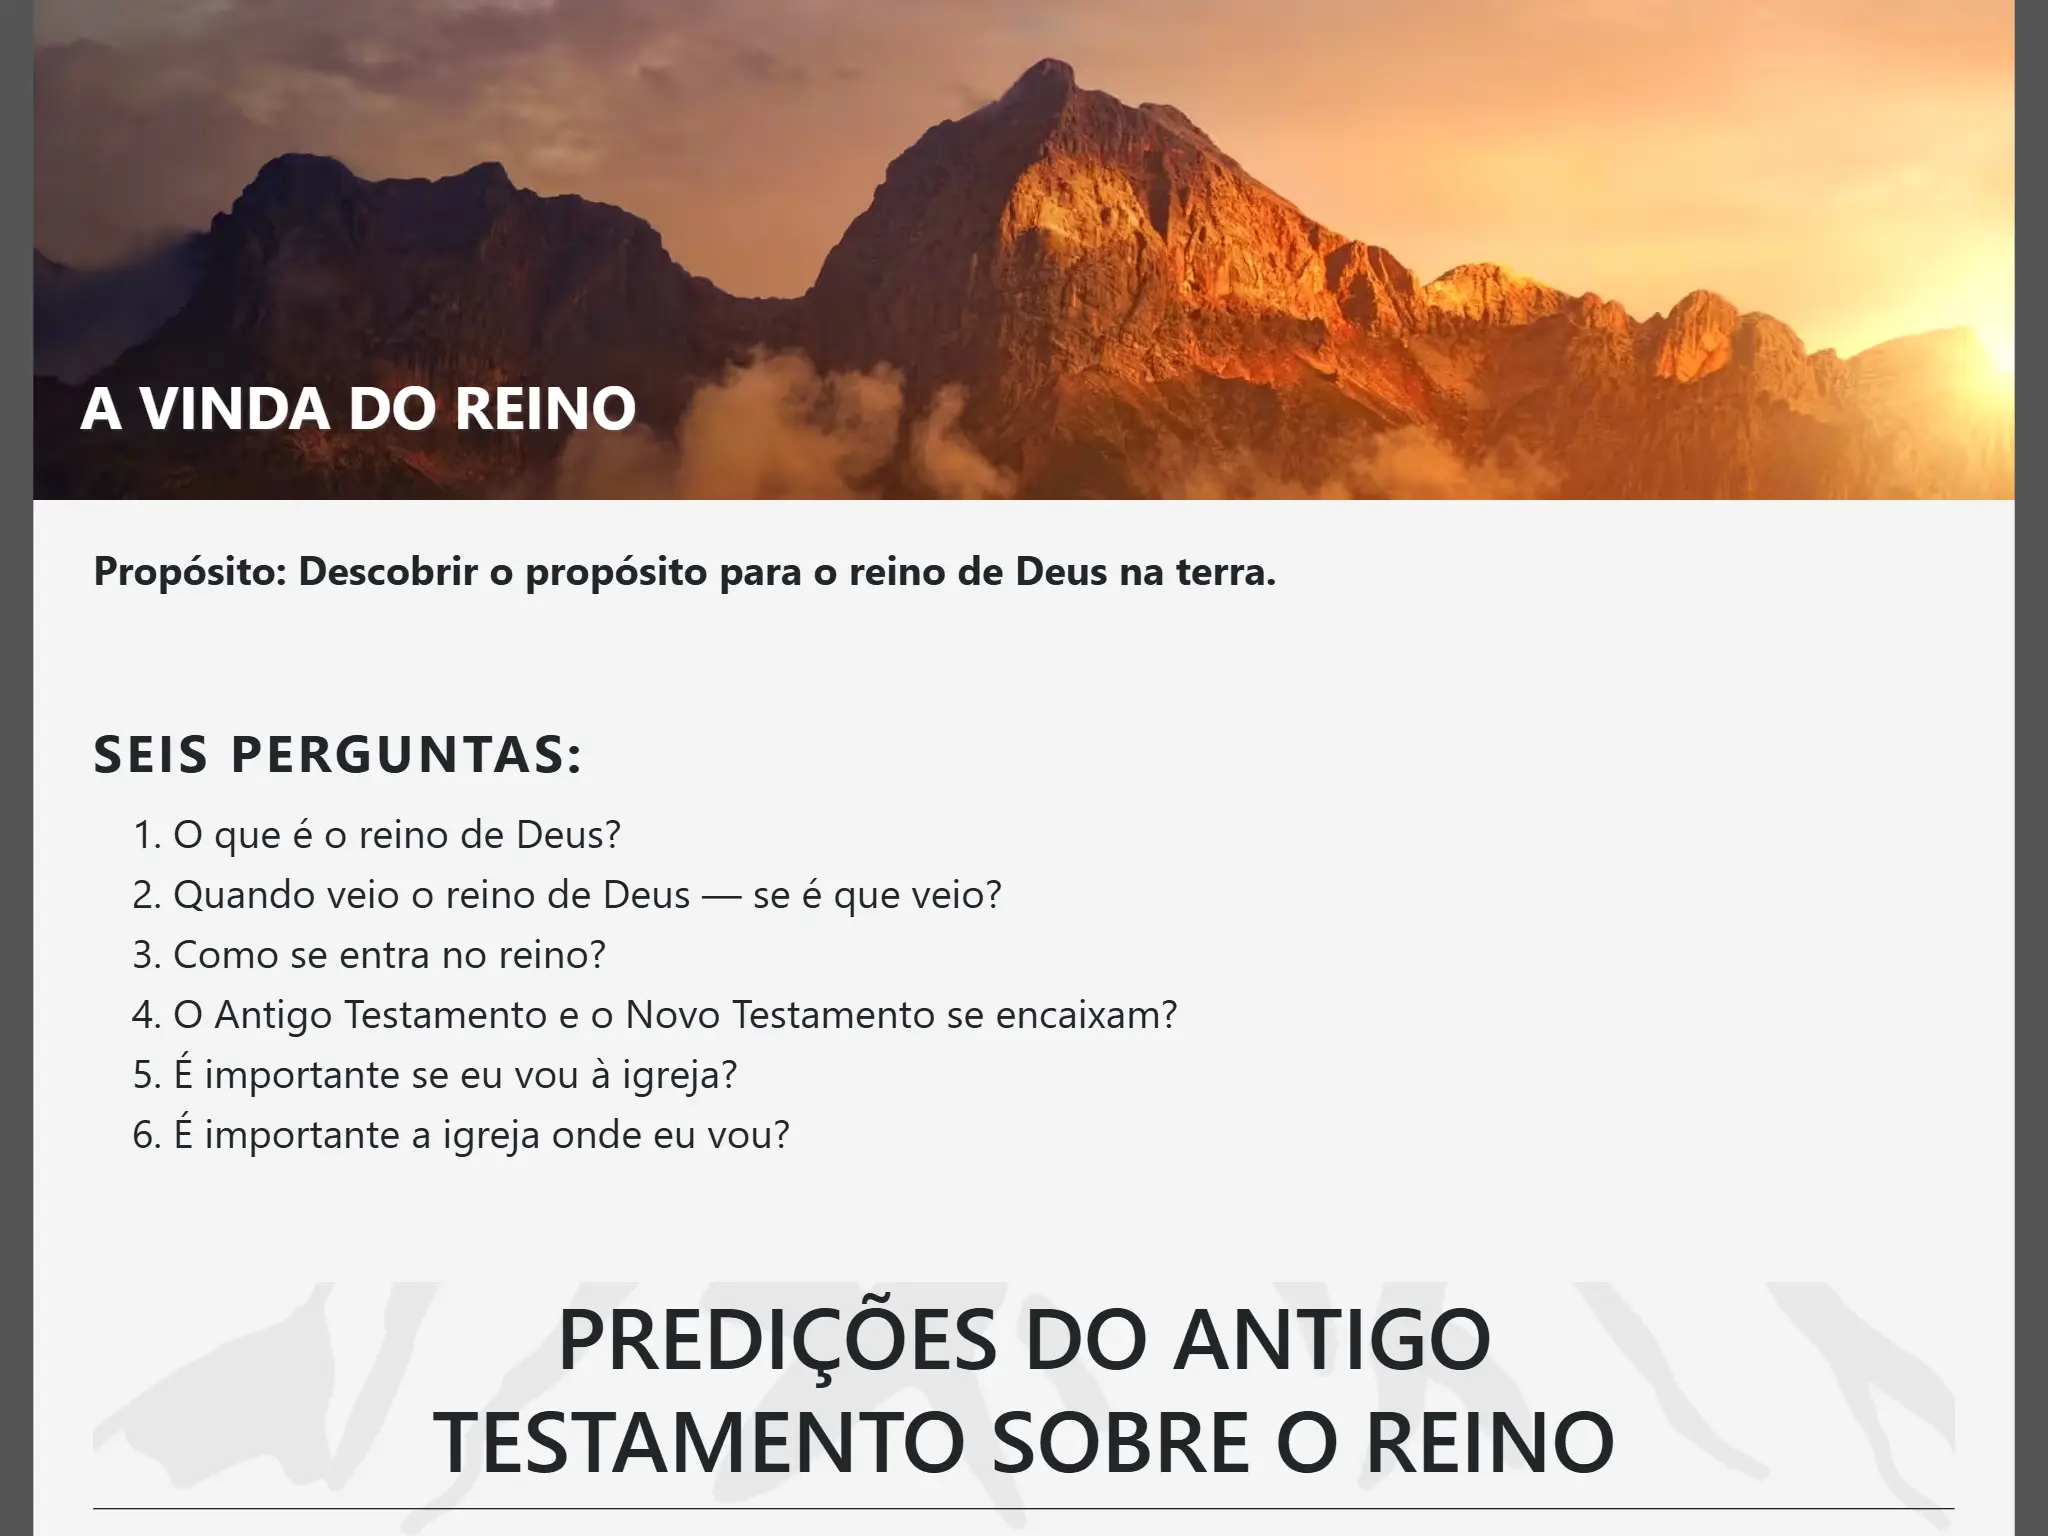 A VINDA DO REINO
Propósito: Descobrir o propósito para o reino de Deus na terra.
SEIS PERGUNTAS:
1. O que é o reino de Deus?
2. Quando veio o reino de Deus — se é que veio?
3. Como se entra no reino?
4. O Antigo Testamento e o Novo Testamento se encaixam?
5. É importante se eu vou à igreja?
6. É importante a igreja onde eu vou?
PREDIÇÕES DO ANTIGO
TESTAMENTO SOBRE O REINO